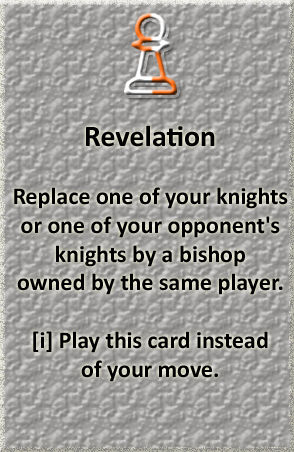 Revelation
Replace one of your knights
or one of your opponent's
knights by a bishop
owned by the same player.
[i] Play this card instead
of your move.